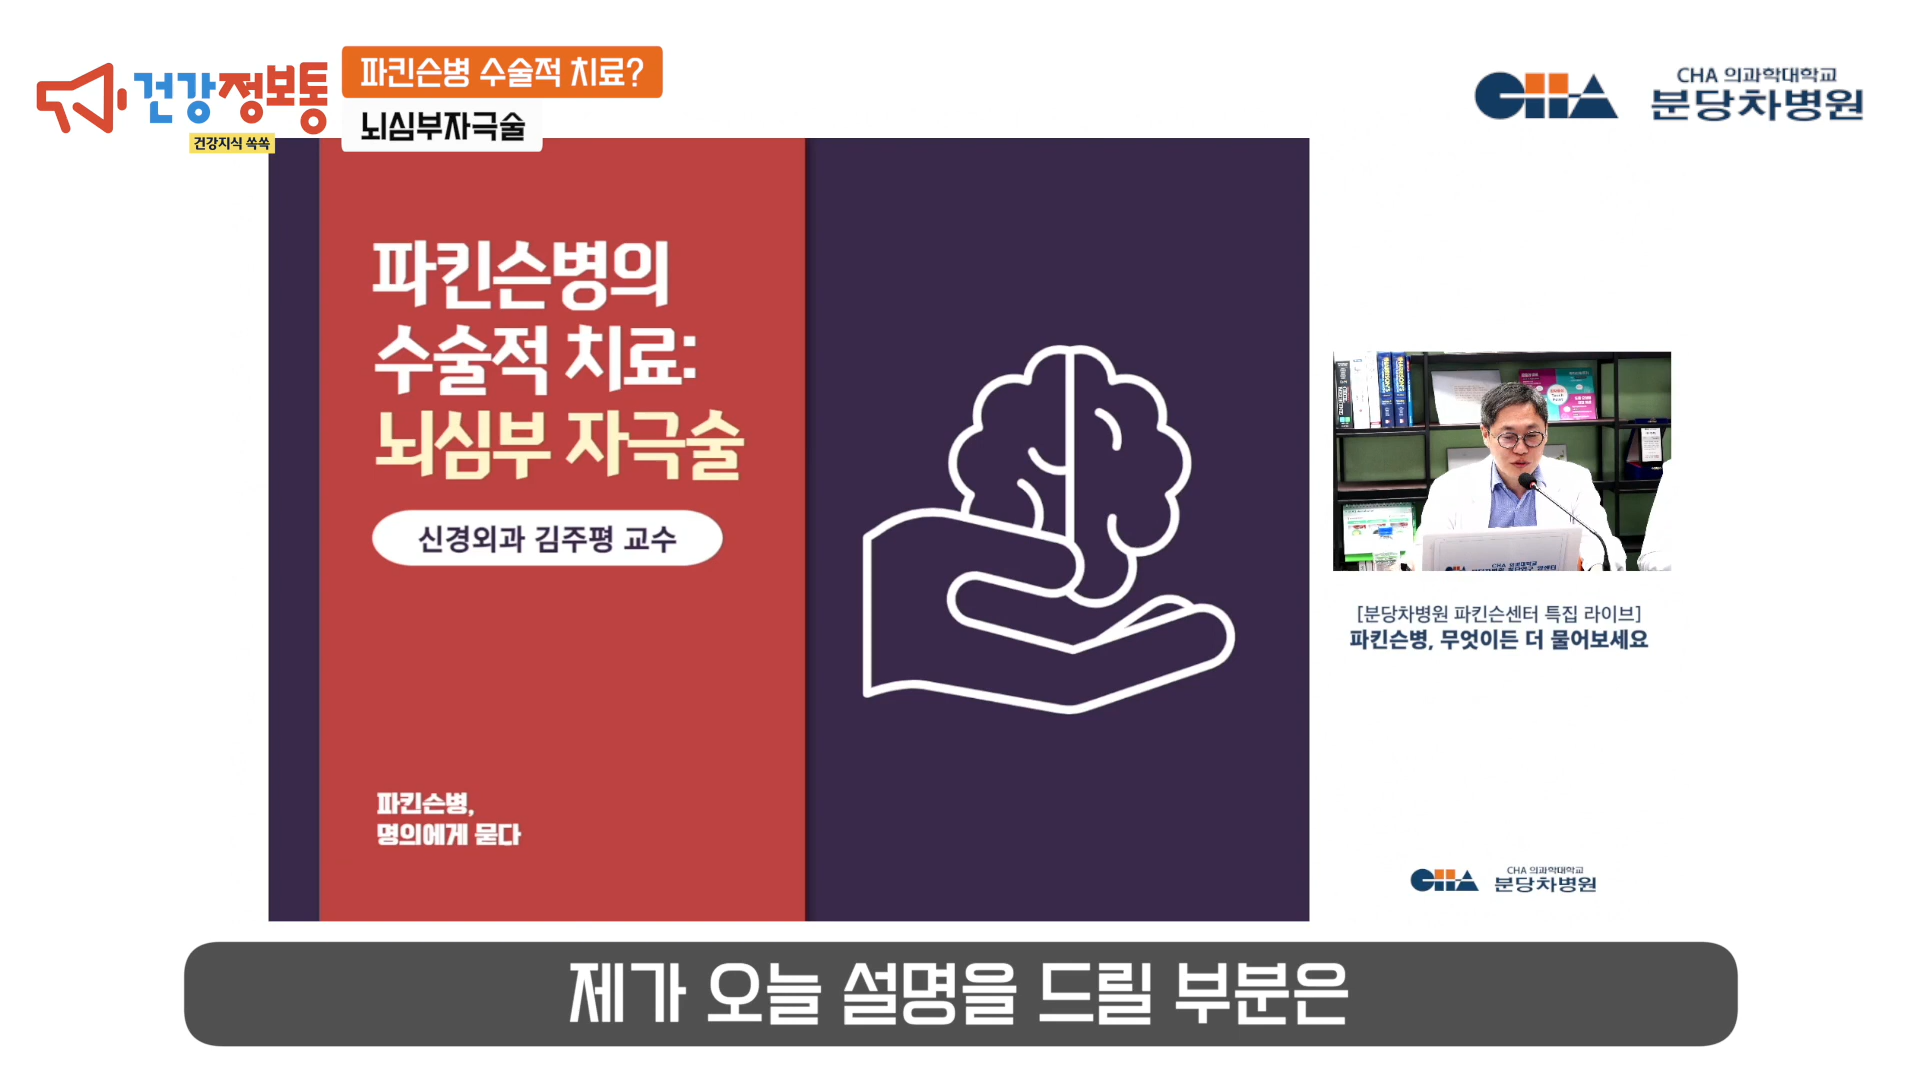 건강정보통
건강지식 쏙쏙
파킨슨병 수술적 치료?
뇌심부자극술
CHA 의과학대학교
CHA 분당차병원
파킨슨병의
수술적 치료:
뇌심부 자극술
신경외과 김주평 교수
파킨슨병,
명의에게 묻다
[분당차병원 파킨슨센터 특집 라이브]
파킨슨병, 무엇이든 더 물어보세요
CHA 의과학대학교
CHA 분당차병원
제가 오늘 설명을 드릴 부분은